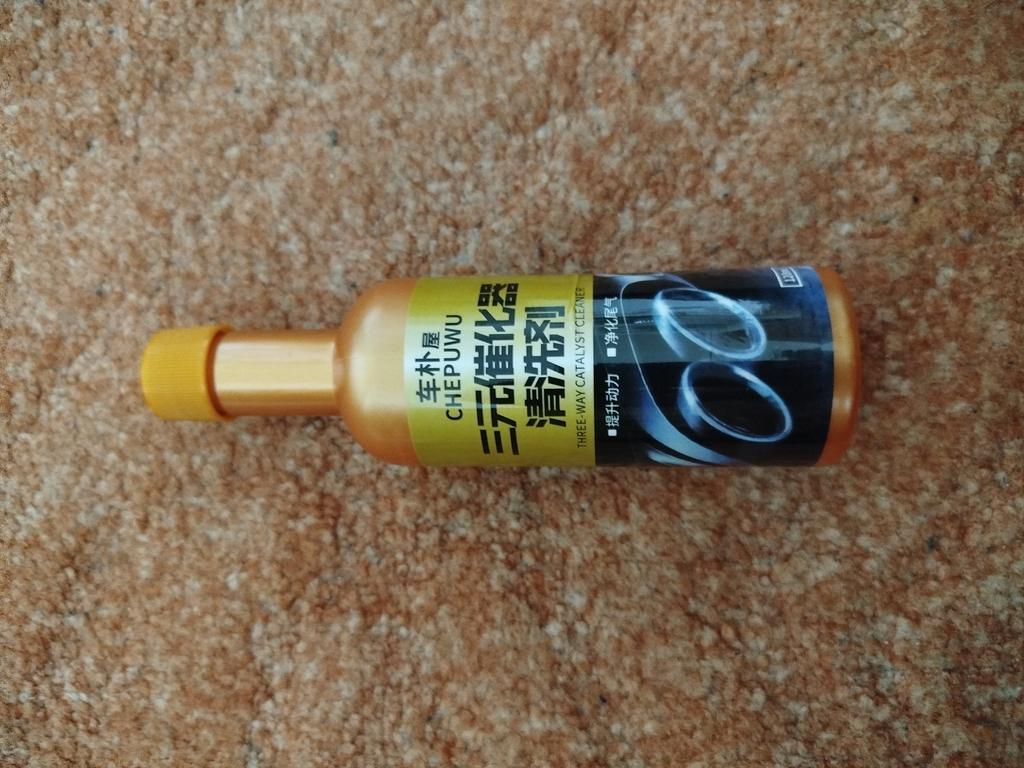 车朴屋
CHEPUWU
三元催化器
清洗剂
THREE-WAY CATALYST CLEANER
■提升动力 ■净化尾气